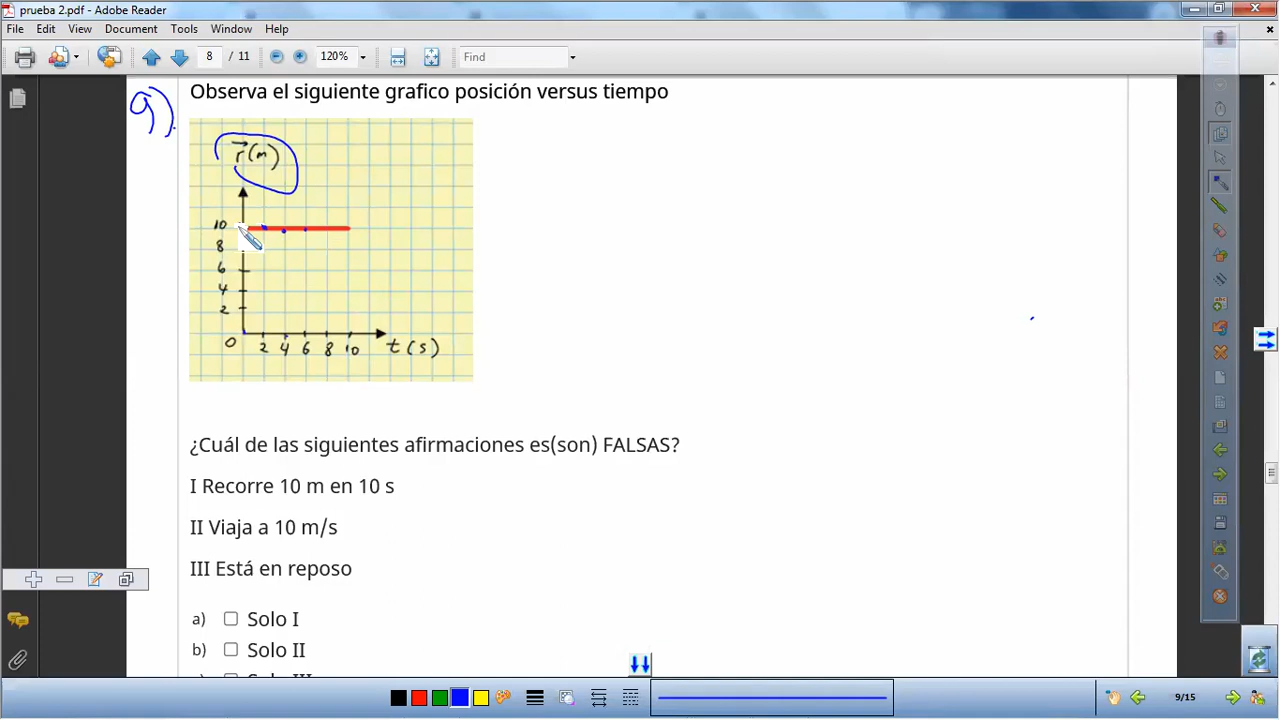 prueba 2.pdf - Adobe Reader
File Edit View Document Tools Window Help
8 / 11 120% Find
9)
Observa el siguiente grafico posición versus tiempo
r(m)
10
8
6
4
2
0 2 4 6 8 10 t(s)
¿Cuál de las siguientes afirmaciones es(son) FALSAS?
I Recorre 10 m en 10 s
II Viaja a 10 m/s
III Está en reposo
a) Solo I
b) Solo II
9/15